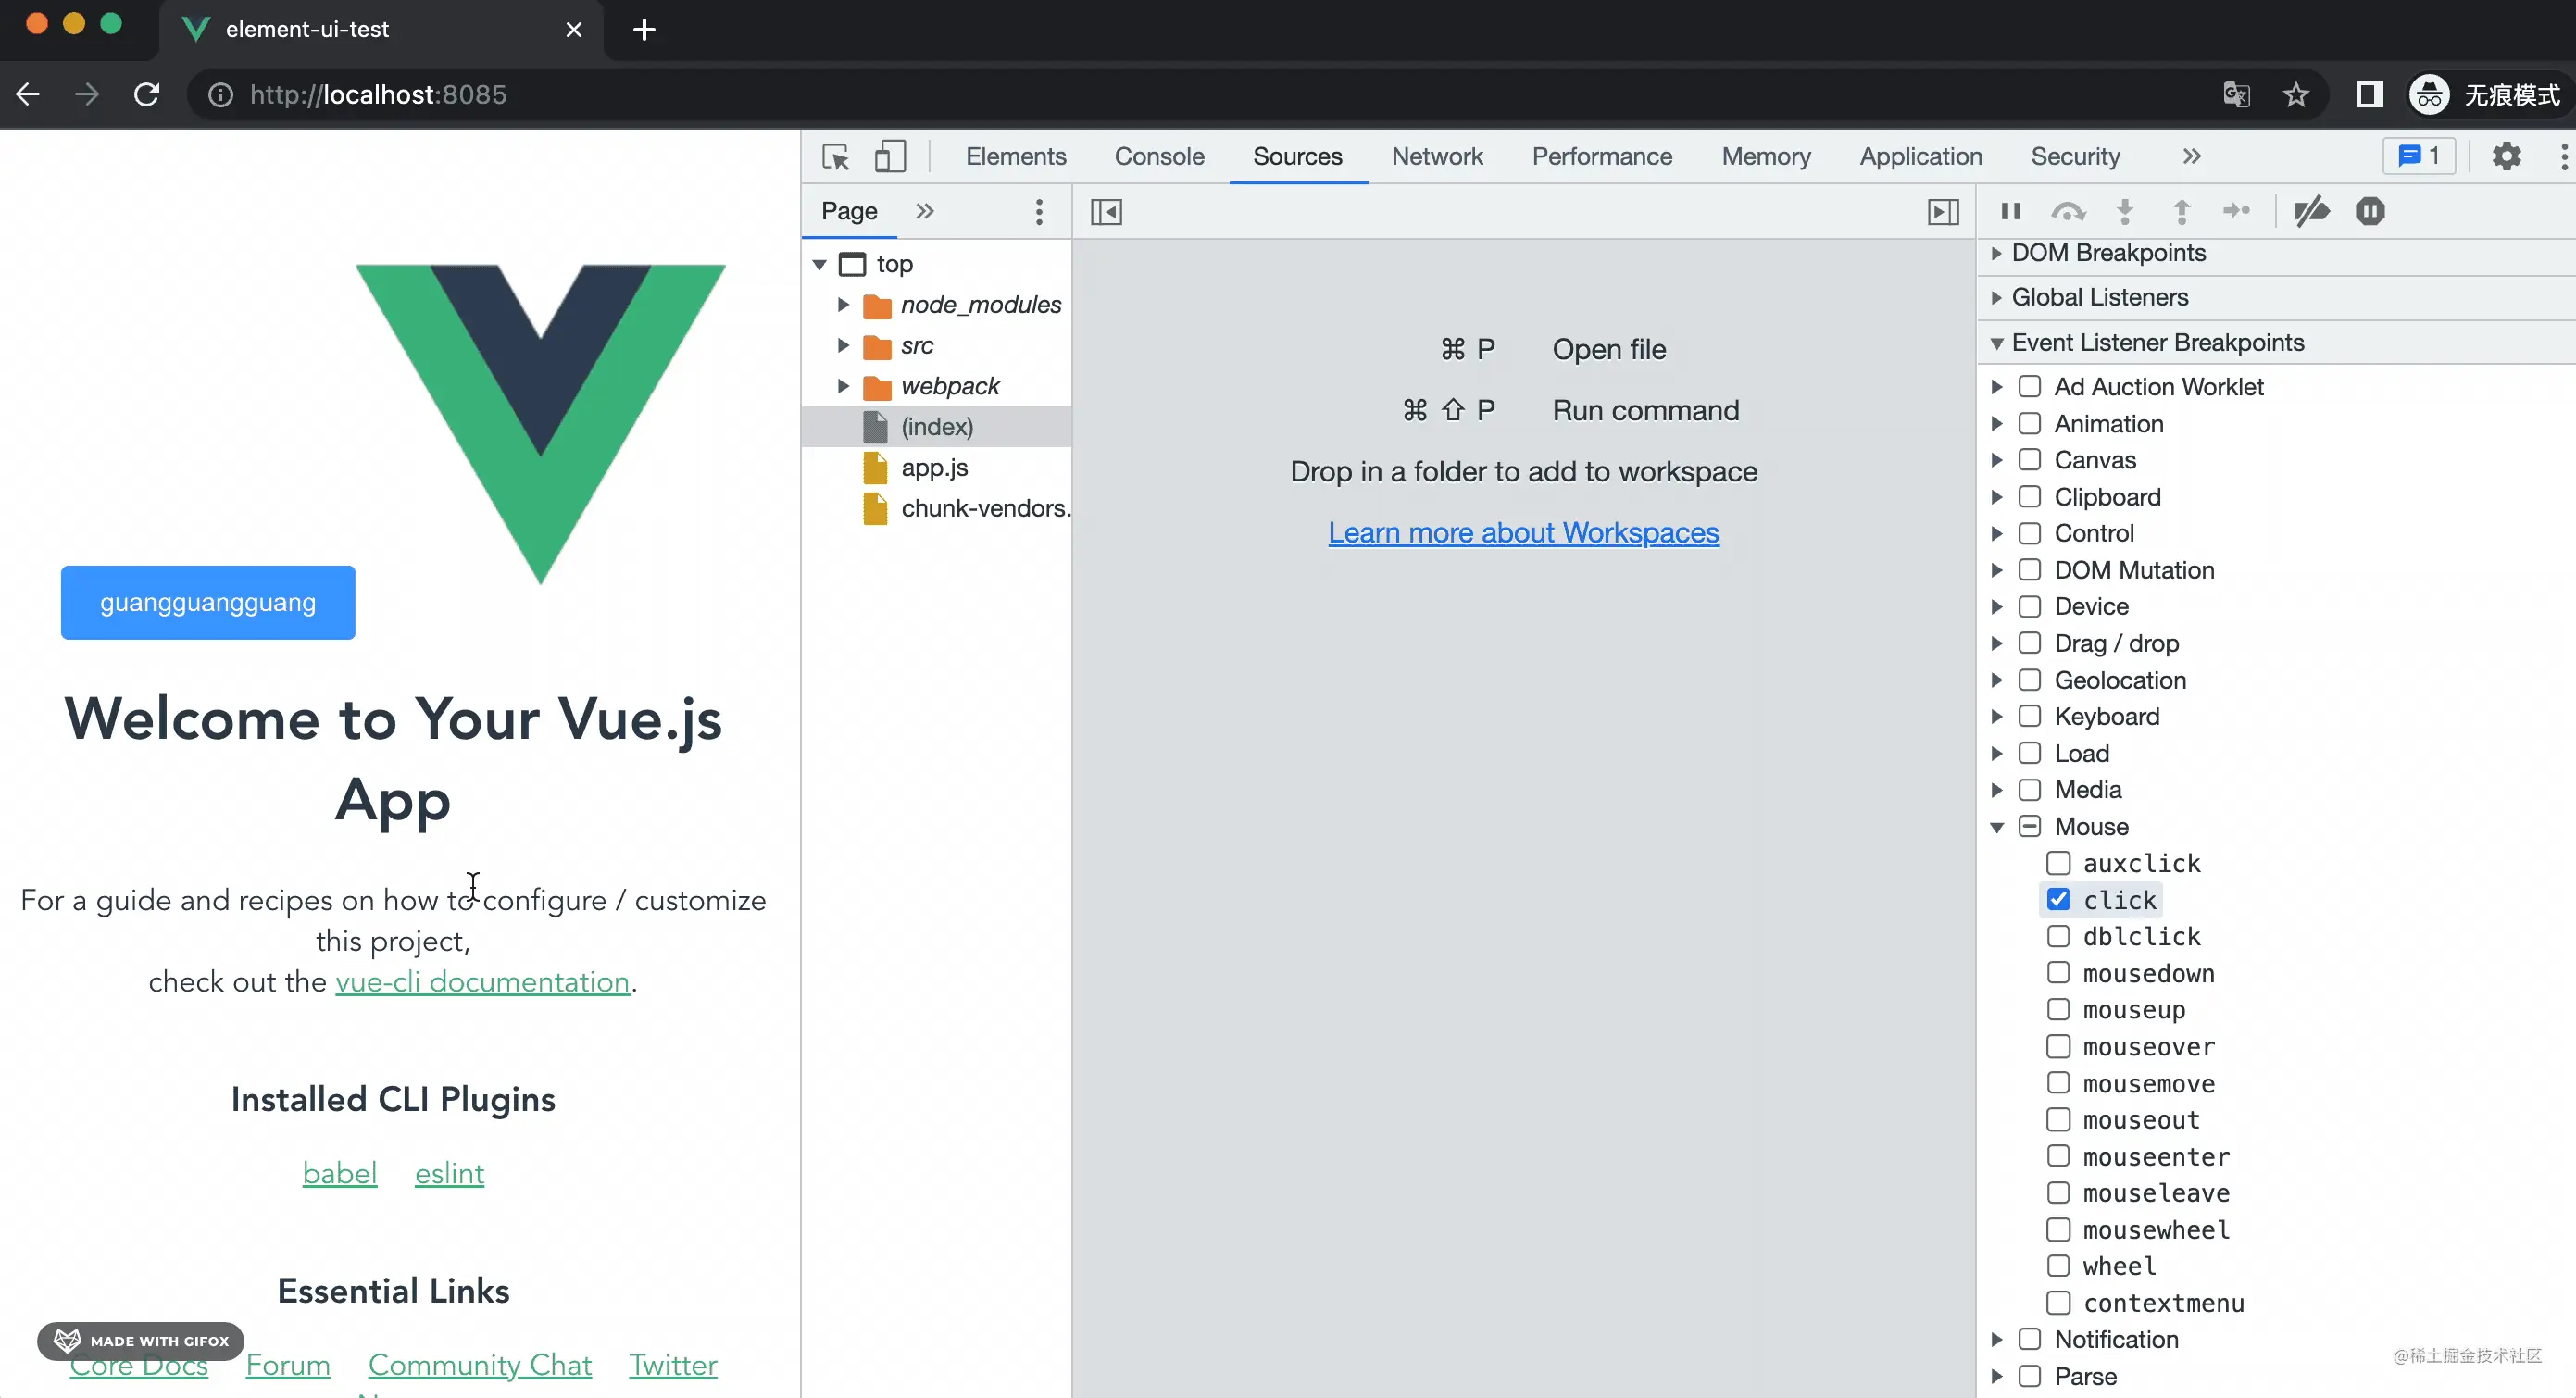 element-ui-test
http://localhost:8085
无痕模式
guangguangguang
Welcome to Your Vue.js
App
For a guide and recipes on how to configure / customize
this project,
check out the vue-cli documentation.
Installed CLI Plugins
babel eslint
Essential Links
MADE WITH GIFOX
Core Docs Forum Community Chat Twitter
Elements Console Sources Network Performance Memory Application Security 1
Page
top
node_modules
src
webpack
(index)
app.js
chunk-vendors.
⌘ P Open file
⌘ ⇧ P Run command
Drop in a folder to add to workspace
Learn more about Workspaces
DOM Breakpoints
Global Listeners
Event Listener Breakpoints
Ad Auction Worklet
Animation
Canvas
Clipboard
Control
DOM Mutation
Device
Drag / drop
Geolocation
Keyboard
Load
Media
Mouse
auxclick
click
dblclick
mousedown
mouseup
mouseover
mousemove
mouseout
mouseenter
mouseleave
mousewheel
wheel
contextmenu
Notification
Parse
@稀土掘金技术社区